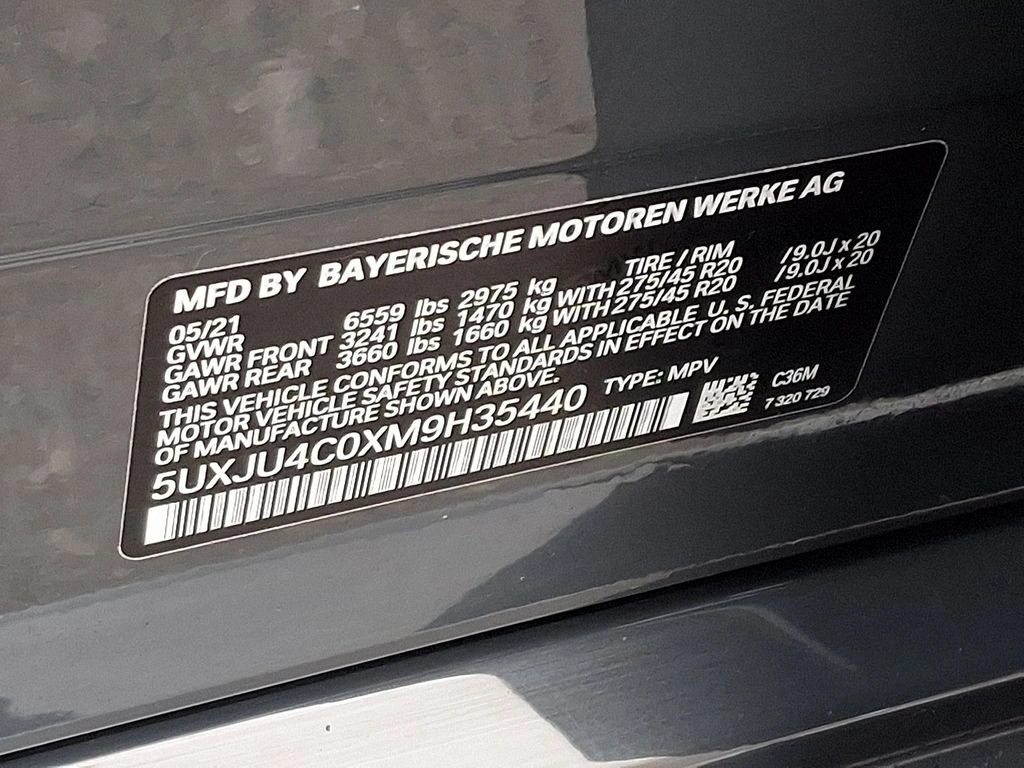 MFD BY BAYERISCHE MOTOREN WERKE AG
05/21 TIRE / RIM
GVWR 6559 lbs 2975 kg
GAWR FRONT 3241 lbs 1470 kg WITH 275/45 R20 / 9.0J x 20
GAWR REAR 3660 lbs 1660 kg WITH 275/45 R20 / 9.0J x 20
THIS VEHICLE CONFORMS TO ALL APPLICABLE U. S. FEDERAL
MOTOR VEHICLE SAFETY STANDARDS IN EFFECT ON THE DATE
OF MANUFACTURE SHOWN ABOVE.
5UXJU4C0XM9H35440 TYPE: MPV
C36M
7 320 729